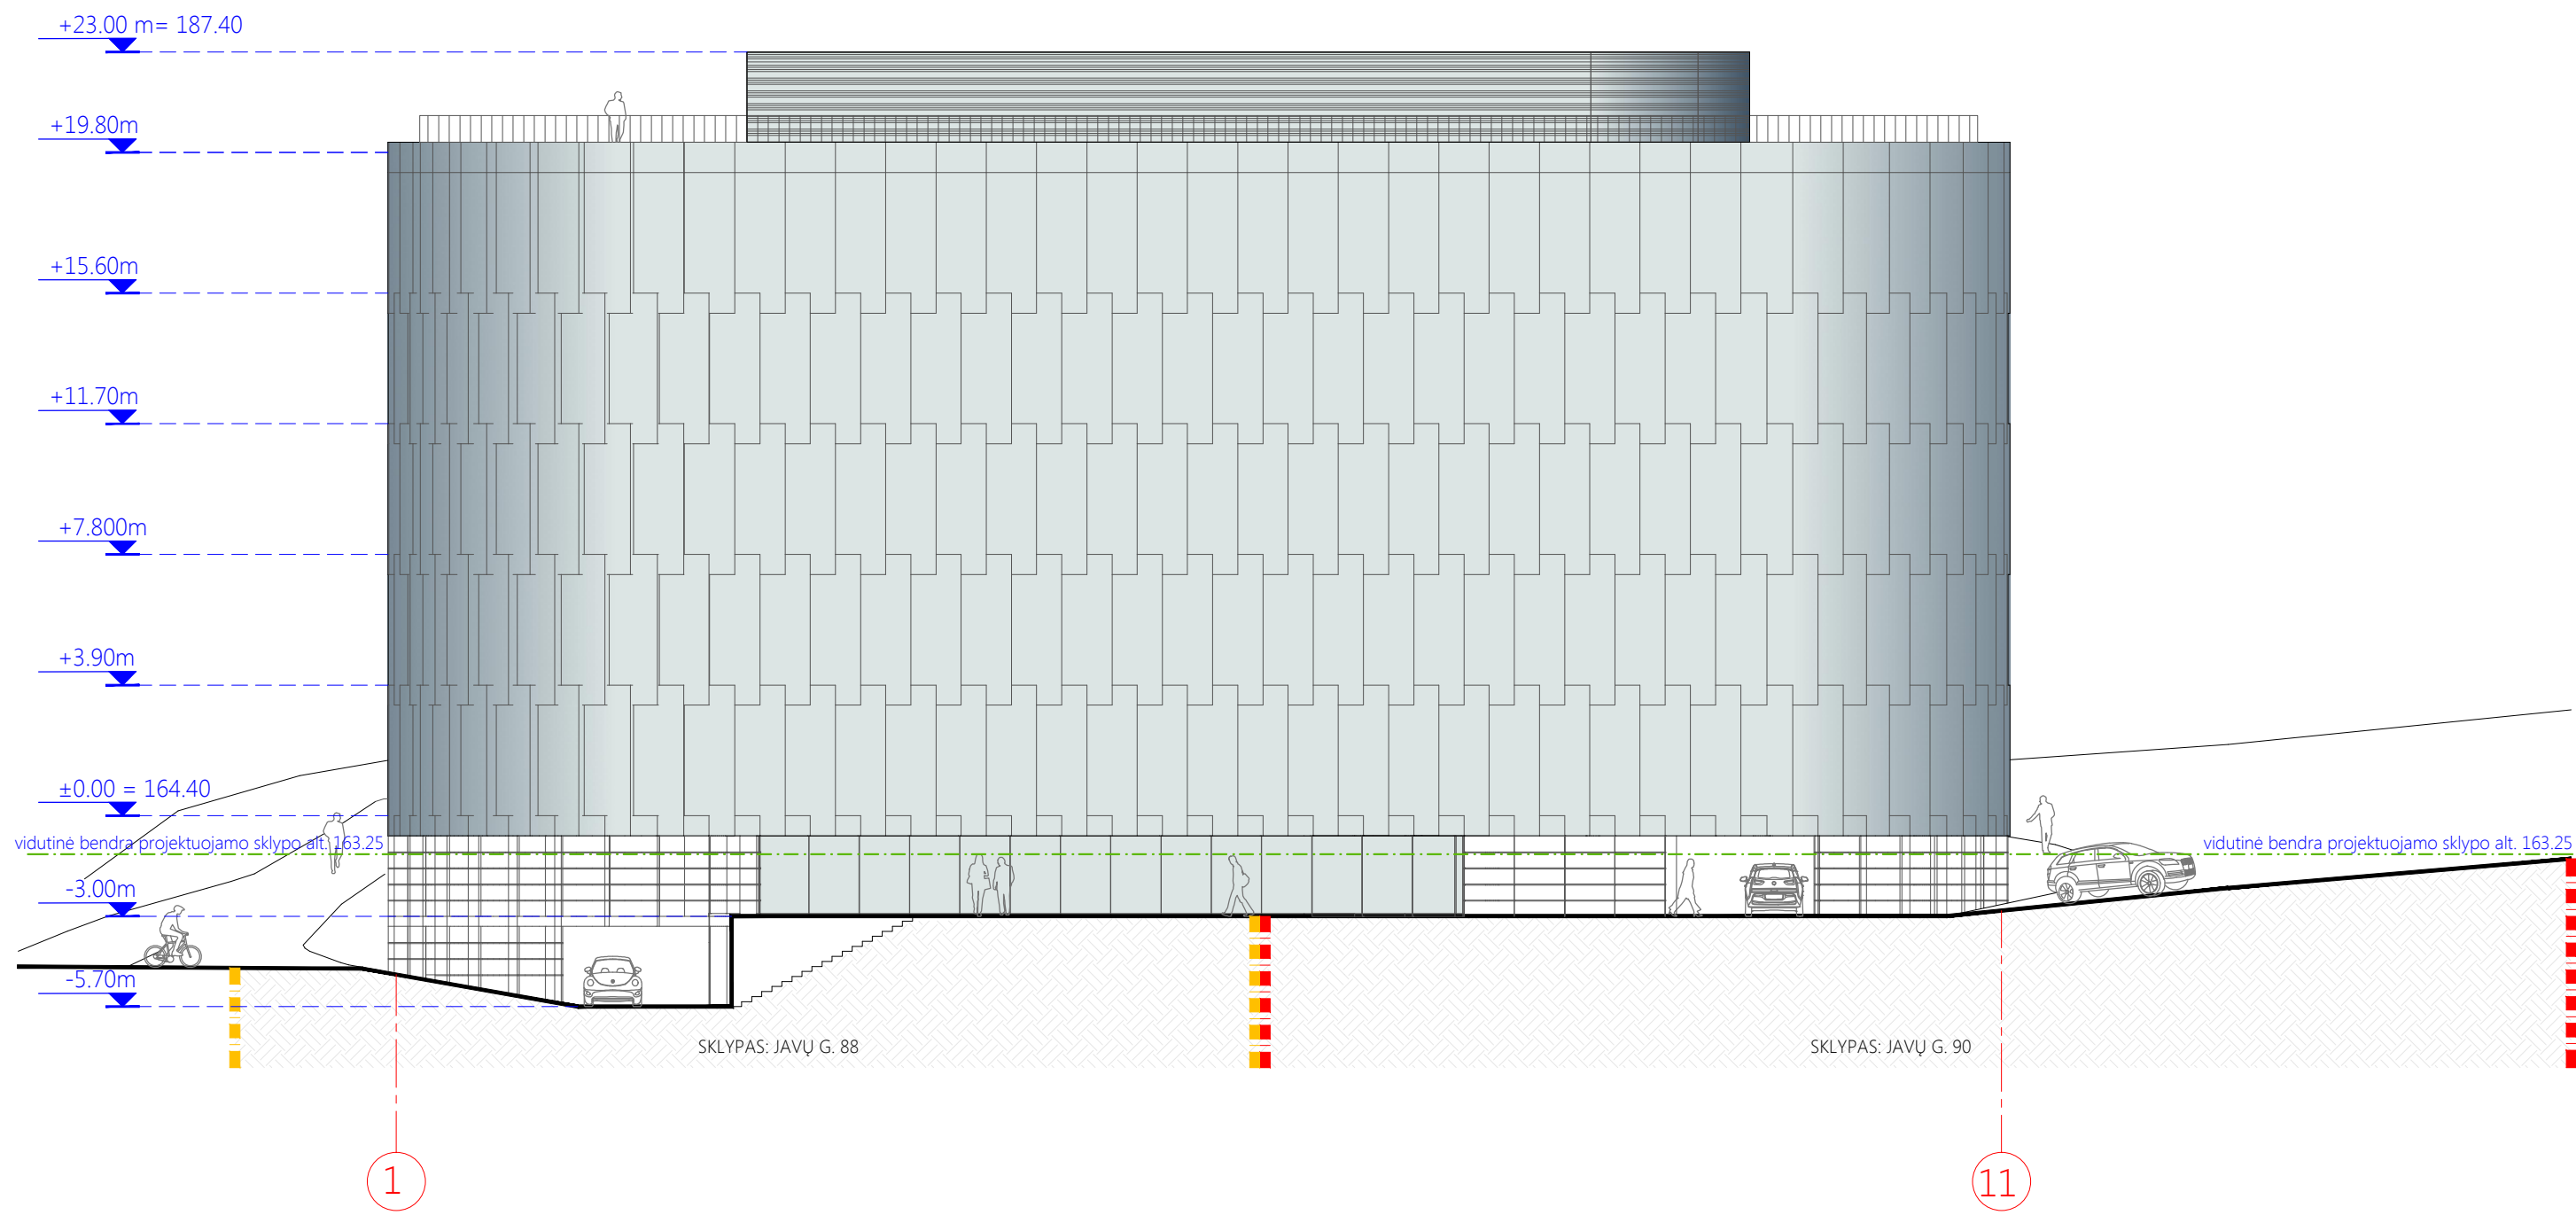 +23.00 m= 187.40
+19.80m
+15.60m
+11.70m
+7.800m
+3.90m
±0.00 = 164.40
vidutinė bendra projektuojamo sklypo alt. 163.25
vidutinė bendra projektuojamo sklypo alt. 163.25
-3.00m
-5.70m
SKLYPAS: JAVŲ G. 88
SKLYPAS: JAVŲ G. 90
1
11